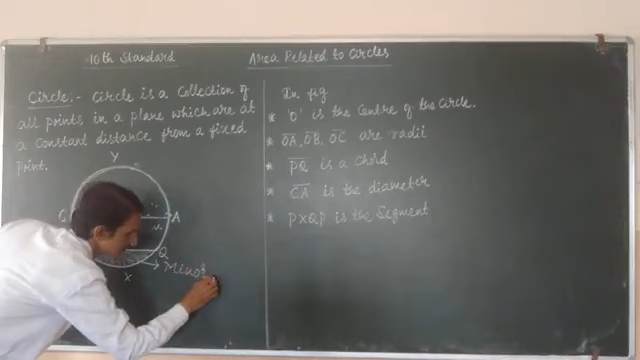 10th Standard
Area Related to Circles
Circle:- Circle is a collection of
all points in a plane which are at
a constant distance from a fixed
point.
Y
C
A
r
Q
X
Minor
In fig
* 'O' is the Centre of the Circle.
* OA, OB, OC are radii
* PQ is a Chord
* CA is the diameter
* PXQP is the Segment